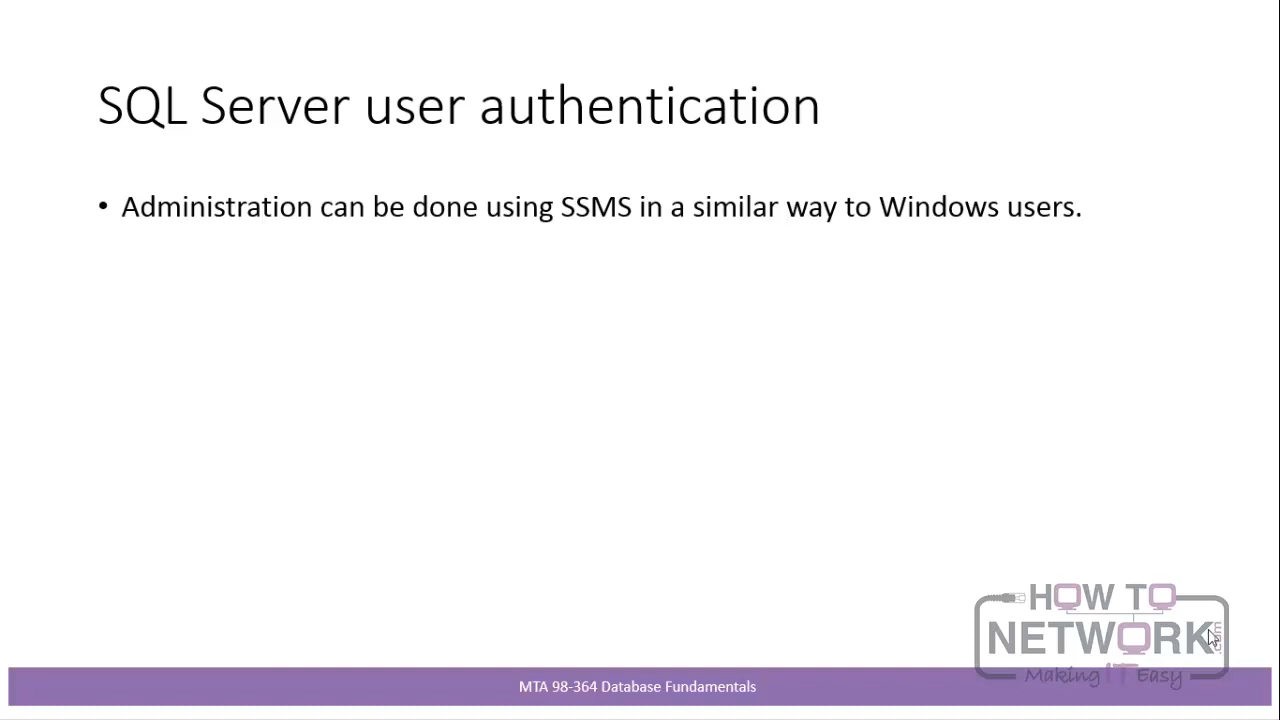 SQL Server user authentication
• Administration can be done using SSMS in a similar way to Windows users.
HOW TO
NETWORK
.com
Making IT Easy
MTA 98-364 Database Fundamentals